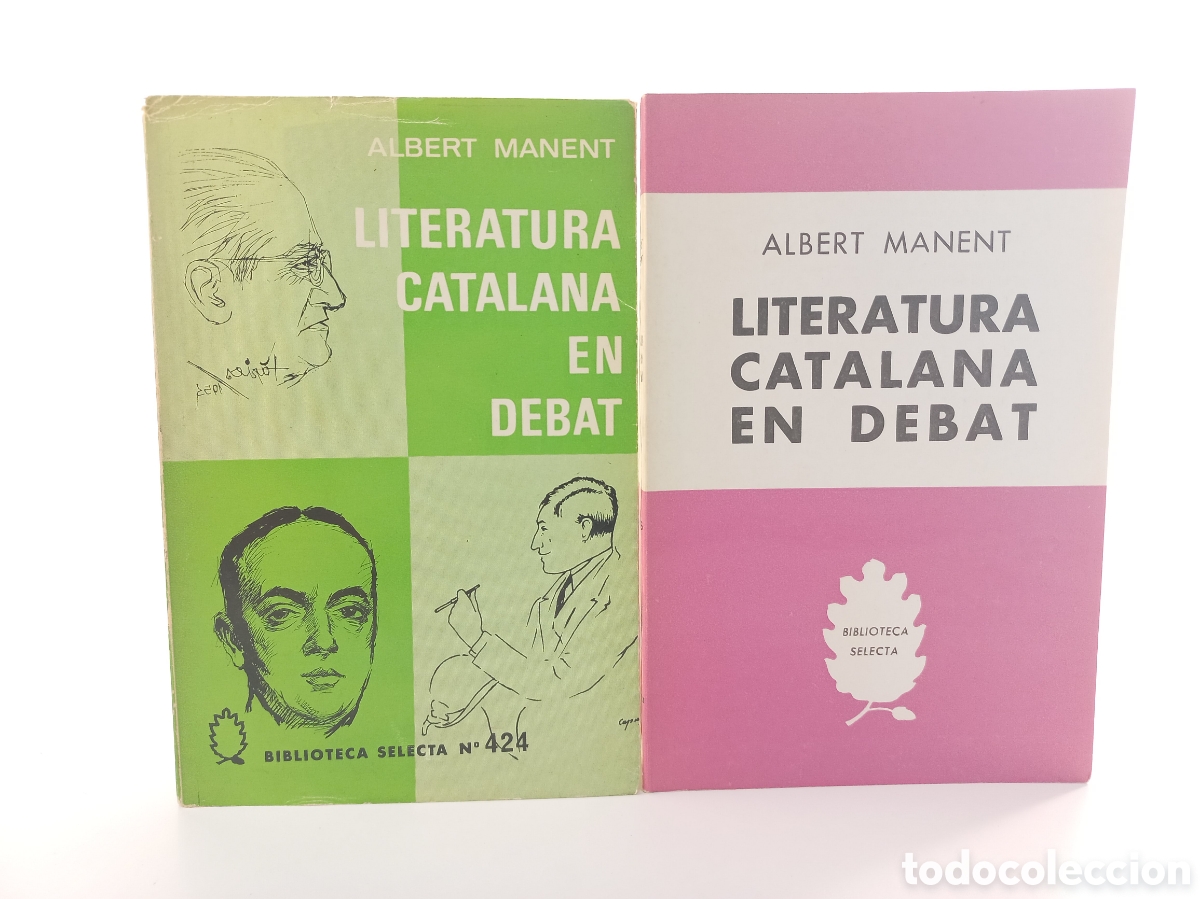 ALBERT MANENT
LITERATURA
CATALANA
EN
DEBAT
BIBLIOTECA SELECTA Nº 424
ALBERT MANENT
LITERATURA
CATALANA
EN DEBAT
BIBLIOTECA
SELECTA
todocoleccion